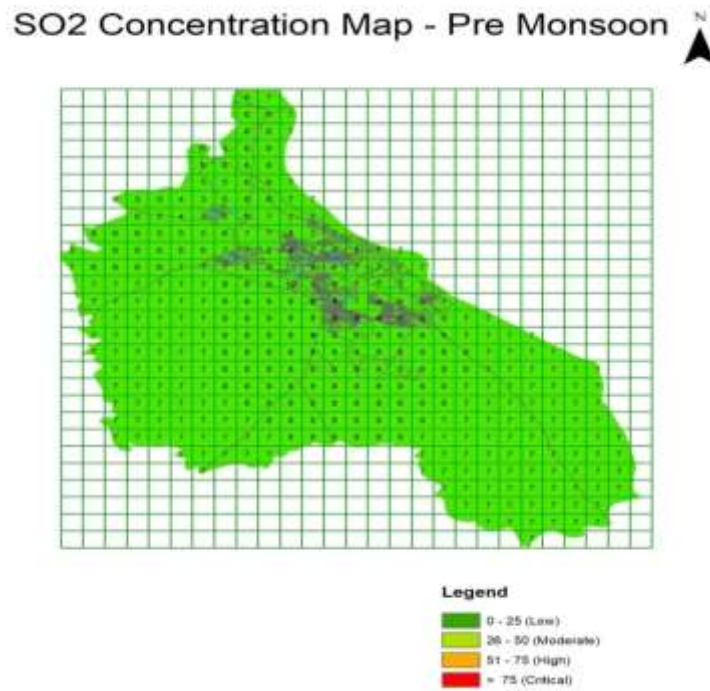 SO2 Concentration Map - Pre Monsoon
N
Legend
0 - 25 (Low)
26 - 50 (Moderate)
51 - 75 (High)
> 75 (Critical)